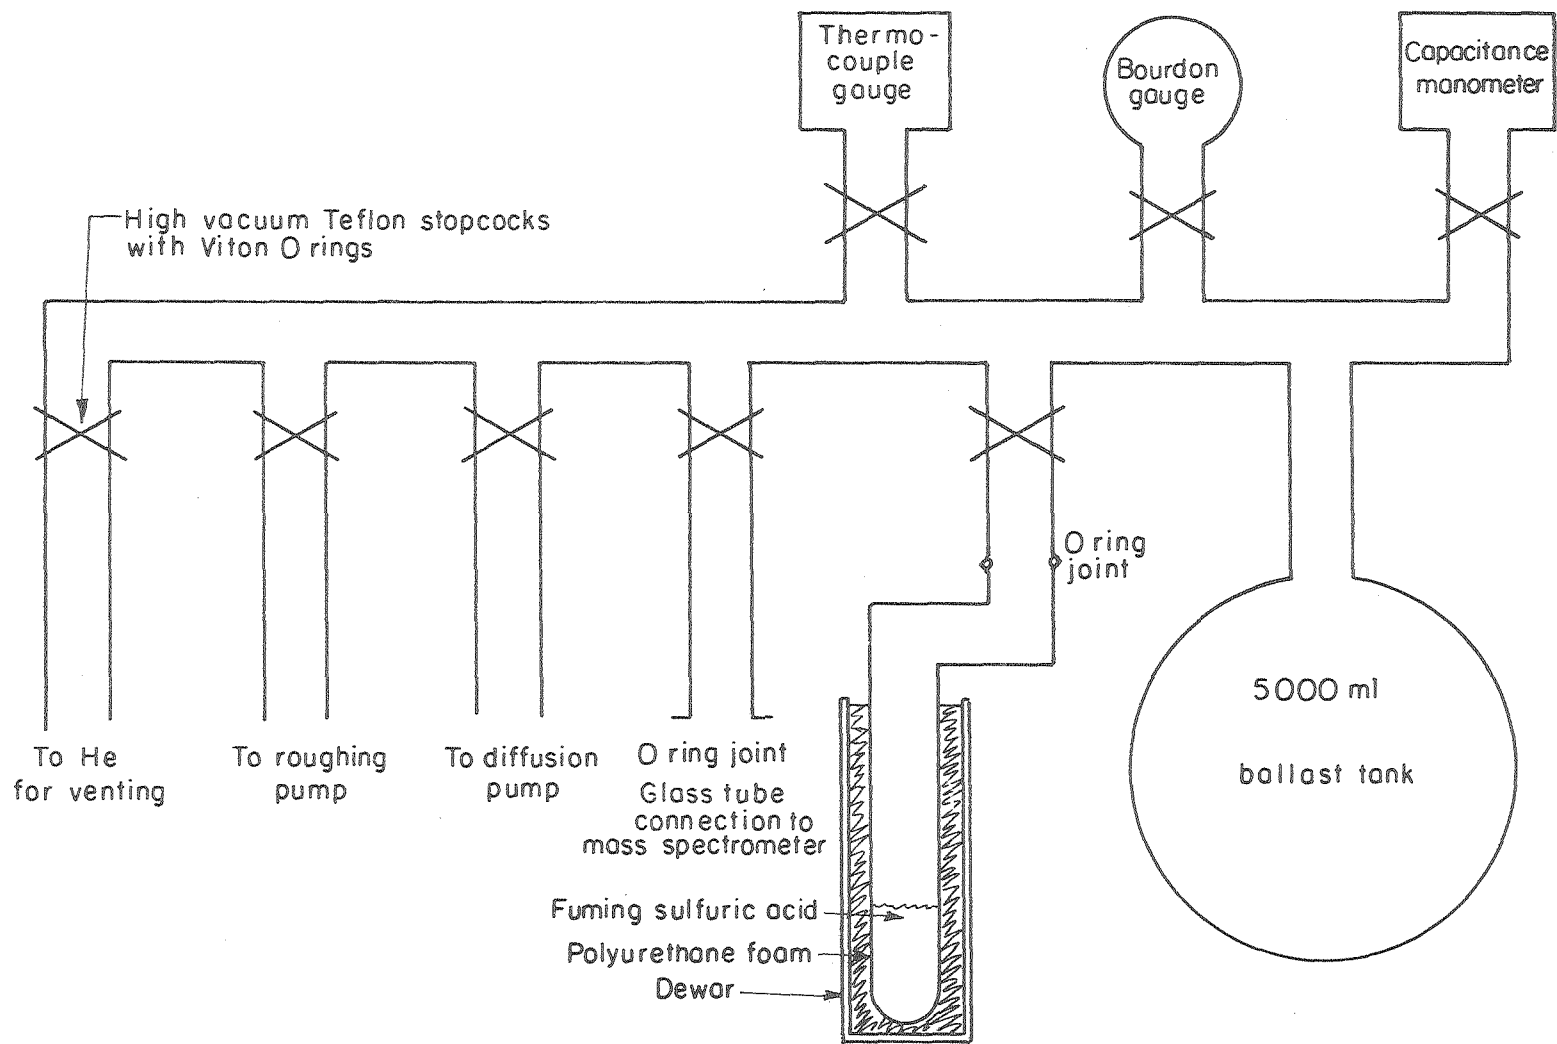 Thermo-
couple
gauge
Bourdon
gauge
Capacitance
manometer
High vacuum Teflon stopcocks
with Viton O rings
O ring
joint
To He
for venting
To roughing
pump
To diffusion
pump
O ring joint
Glass tube
connection to
mass spectrometer
5000 ml
ballast tank
Fuming sulfuric acid
Polyurethane foam
Dewar